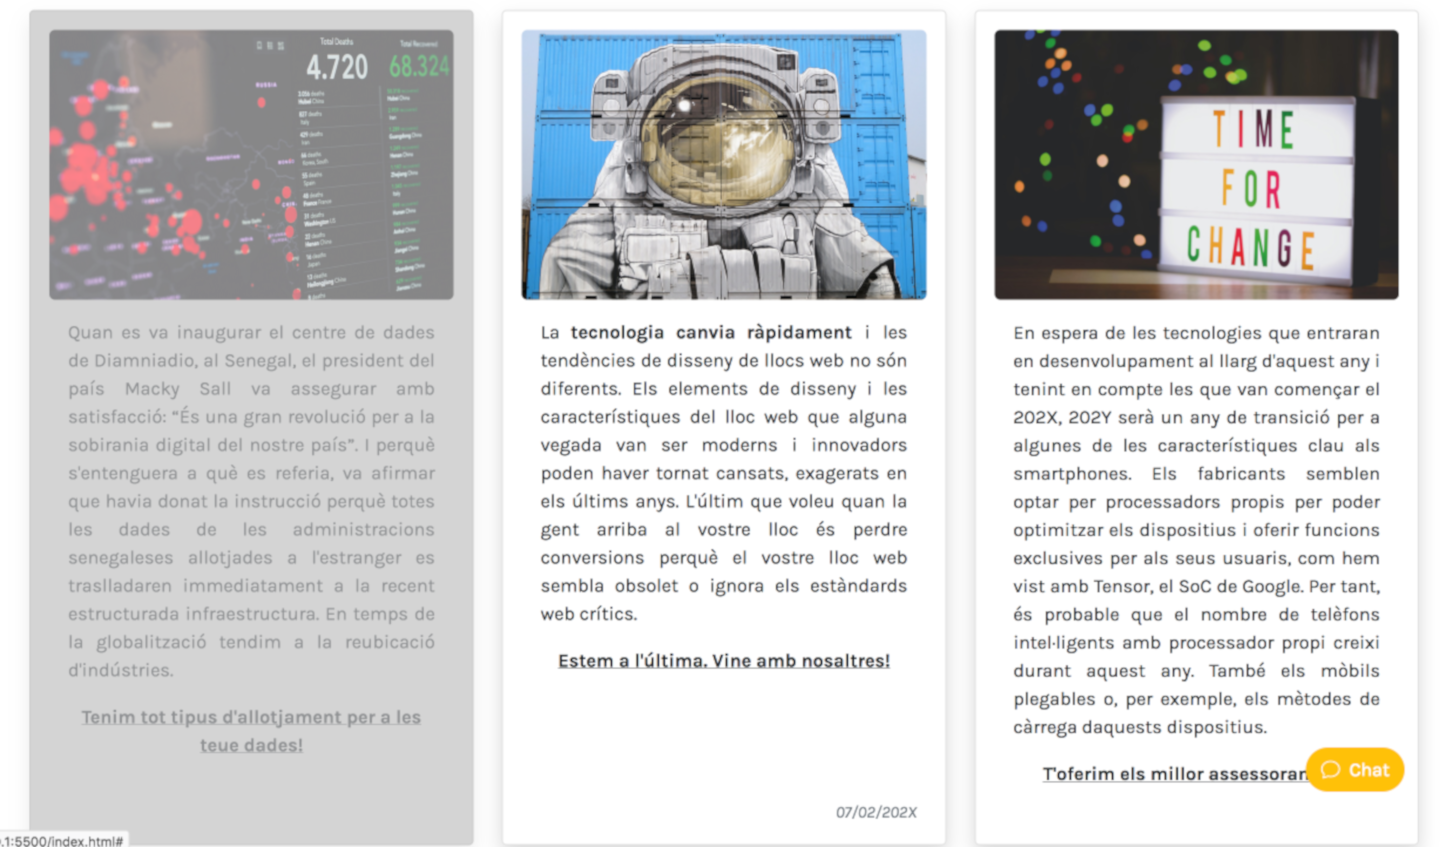 Total Deaths
Total Recovered
4.720
68.324
RUSSIA
TIME
FOR
CHANGE
Quan es va inaugurar el centre de dades
de Diamniadio, al Senegal, el president del
país Macky Sall va assegurar amb
satisfacció: “És una gran revolució per a la
sobirania digital del nostre país”. I perquè
s'entenguera a què es referia, va afirmar
que havia donat la instrucció perquè totes
les dades de les administracions
senegaleses allotjades a l'estranger es
traslladaren immediatament a la recent
estructurada infraestructura. En temps de
la globalització tendim a la reubicació
d'indústries.
Tenim tot tipus d'allotjament per a les
teue dades!
La tecnologia canvia ràpidament i les
tendències de disseny de llocs web no són
diferents. Els elements de disseny i les
característiques del lloc web que alguna
vegada van ser moderns i innovadors
poden haver tornat cansats, exagerats en
els últims anys. L'últim que voleu quan la
gent arriba al vostre lloc és perdre
conversions perquè el vostre lloc web
sembla obsolet o ignora els estàndards
web crítics.
Estem a l'última. Vine amb nosaltres!
07/02/202X
En espera de les tecnologies que entraran
en desenvolupament al llarg d'aquest any i
tenint en compte les que van començar el
202X, 202Y serà un any de transició per a
algunes de les característiques clau als
smartphones. Els fabricants semblen
optar per processadors propis per poder
optimitzar els dispositius i oferir funcions
exclusives per als seus usuaris, com hem
vist amb Tensor, el SoC de Google. Per tant,
és probable que el nombre de telèfons
intel·ligents amb processador propi creixi
durant aquest any. També els mòbils
plegables o, per exemple, els mètodes de
càrrega daquests dispositius.
T'oferim els millor assessoran
Chat
.1:5500/index.html#